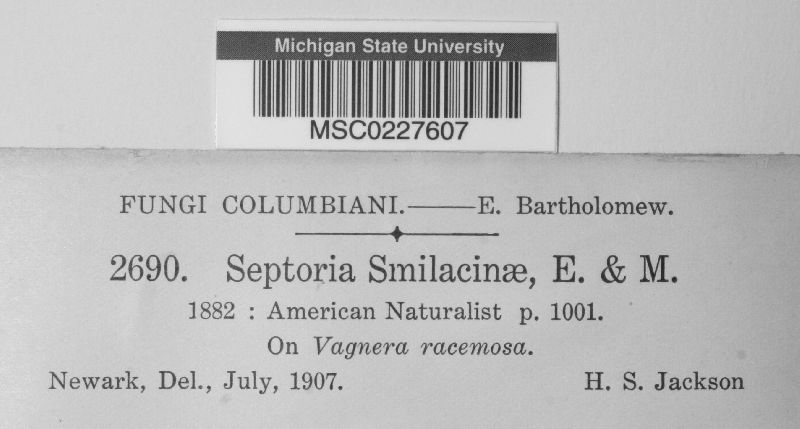 Michigan State University
MSC0227607
FUNGI COLUMBIANI.——E. Bartholomew.
2690. Septoria Smilacinæ, E. & M.
1882 : American Naturalist p. 1001.
On Vagnera racemosa.
Newark, Del., July, 1907. H. S. Jackson